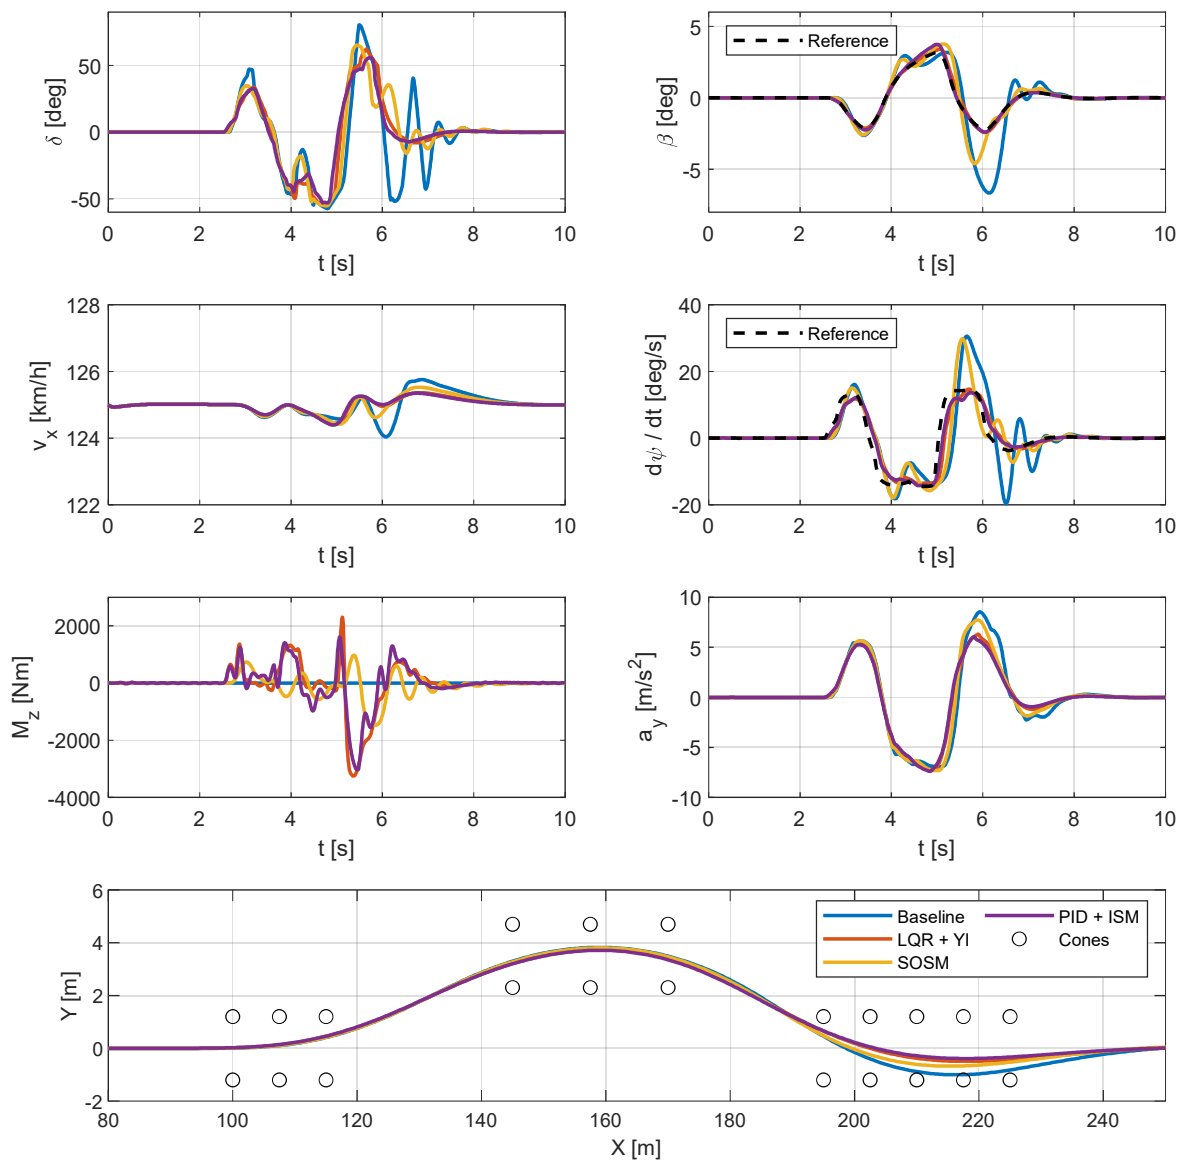 50
0
-50
δ [deg]
0 2 4 6 8 10
t [s]
5
0
-5
β [deg]
Reference
0 2 4 6 8 10
t [s]
128
126
124
122
v_x [km/h]
0 2 4 6 8 10
t [s]
40
20
0
-20
dψ / dt [deg/s]
Reference
0 2 4 6 8 10
t [s]
2000
0
-2000
-4000
M_z [Nm]
0 2 4 6 8 10
t [s]
10
5
0
-5
-10
a_y [m/s²]
0 2 4 6 8 10
t [s]
6
4
2
0
-2
Y [m]
Baseline
LQR + YI
SOSM
PID + ISM
Cones
80 100 120 140 160 180 200 220 240
X [m]